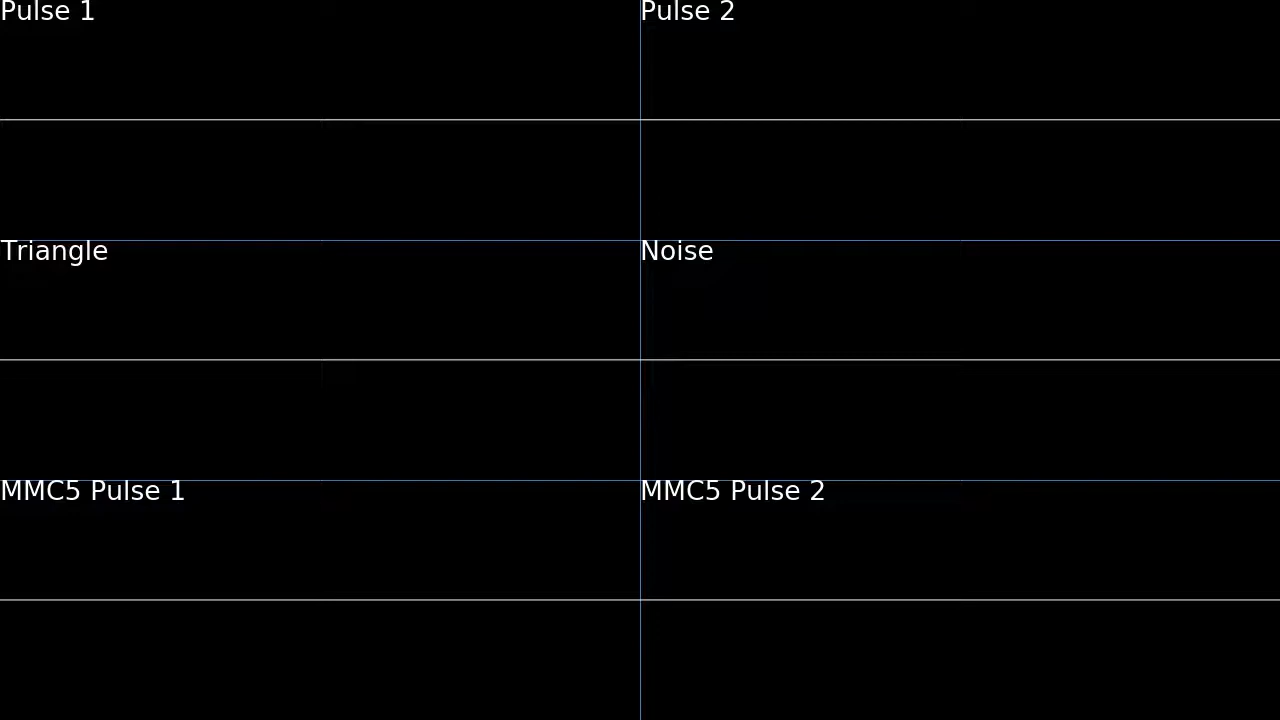 Pulse 1
Pulse 2
Triangle
Noise
MMC5 Pulse 1
MMC5 Pulse 2